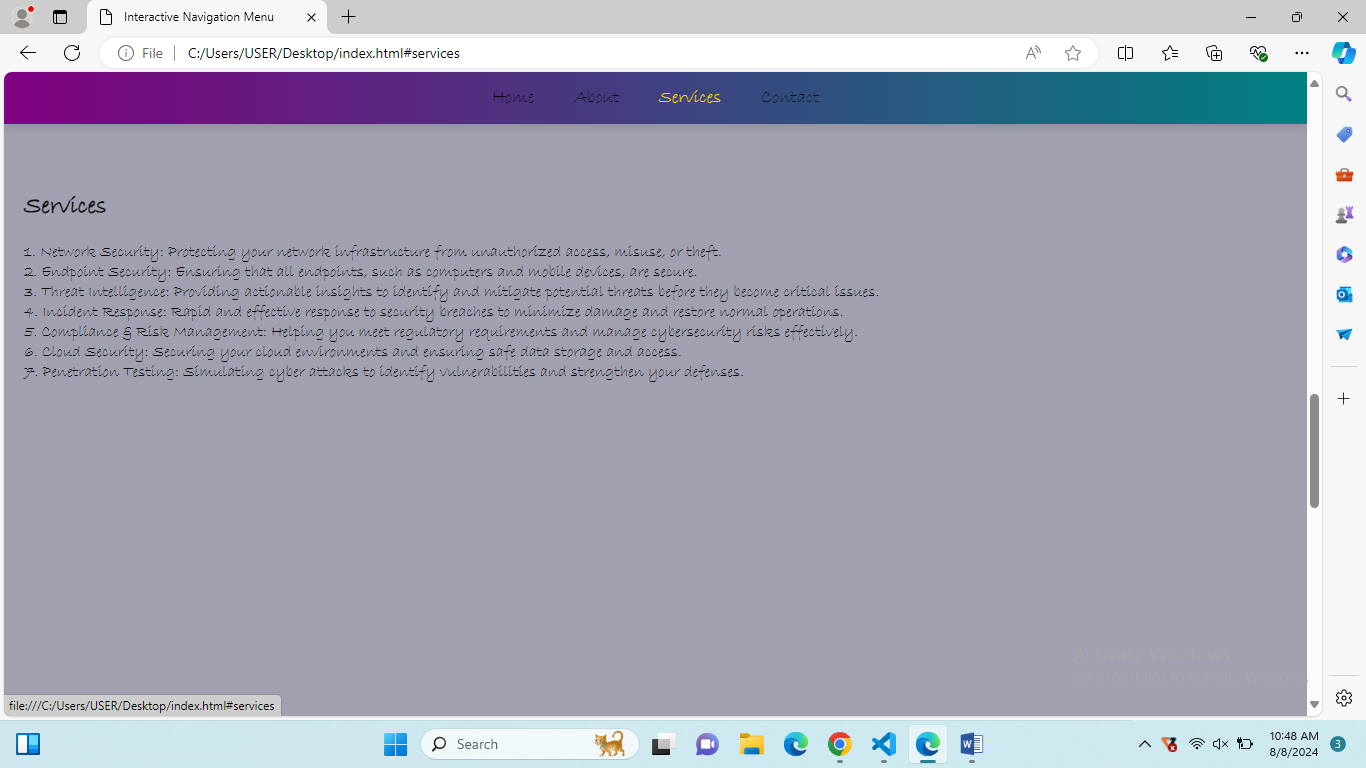 Interactive Navigation Menu
File
C:/Users/USER/Desktop/index.html#services
Home About Services Contact
Services
1. Network Security: Protecting your network infrastructure from unauthorized access, misuse, or theft.
2. Endpoint Security: Ensuring that all endpoints, such as computers and mobile devices, are secure.
3. Threat Intelligence: Providing actionable insights to identify and mitigate potential threats before they become critical issues.
4. Incident Response: Rapid and effective response to security breaches to minimize damage and restore normal operations.
5. Compliance & Risk Management: Helping you meet regulatory requirements and manage cybersecurity risks effectively.
6. Cloud Security: Securing your cloud environments and ensuring safe data storage and access.
7. Penetration Testing: Simulating cyber attacks to identify vulnerabilities and strengthen your defenses.
Activate Windows
Go to Settings to activate Windows.
file:///C:/Users/USER/Desktop/index.html#services
Search
10:48 AM
8/8/2024
3